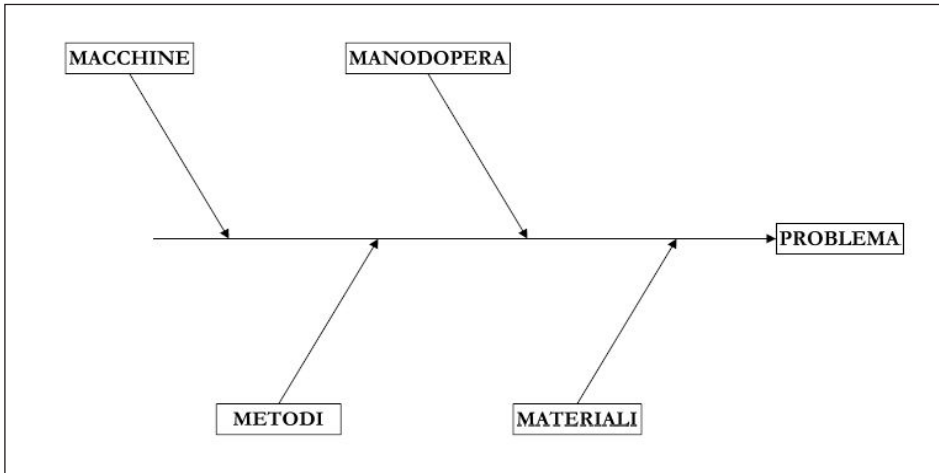 MACCHINE
MANODOPERA
PROBLEMA
METODI
MATERIALI